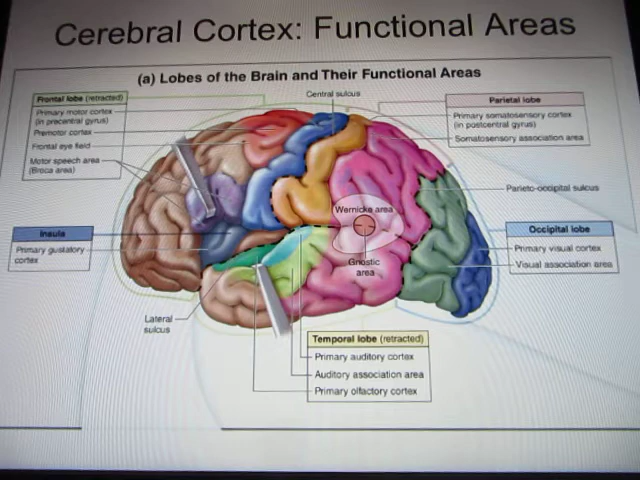 Cerebral Cortex: Functional Areas
(a) Lobes of the Brain and Their Functional Areas
Frontal lobe (retracted)
Primary motor cortex
(in precentral gyrus)
Premotor cortex
Frontal eye field
Motor speech area
(Broca area)
Central sulcus
Parietal lobe
Primary somatosensory cortex
(in postcentral gyrus)
Somatosensory association area
Parieto-occipital sulcus
Wernicke area
Gnostic
area
Insula
Primary gustatory
cortex
Occipital lobe
Primary visual cortex
Visual association area
Lateral
sulcus
Temporal lobe (retracted)
Primary auditory cortex
Auditory association area
Primary olfactory cortex